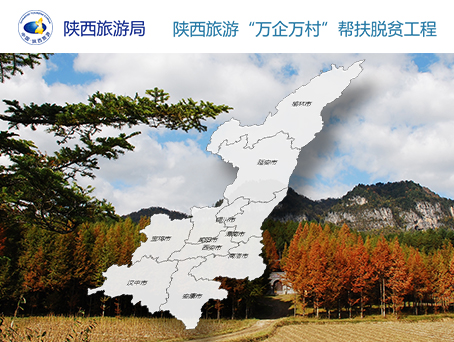 陕西旅游局 陕西旅游“万企万村”帮扶脱贫工程
榆林市
延安市
铜川市
渭南市
宝鸡市
咸阳市
西安市
商洛市
汉中市
安康市